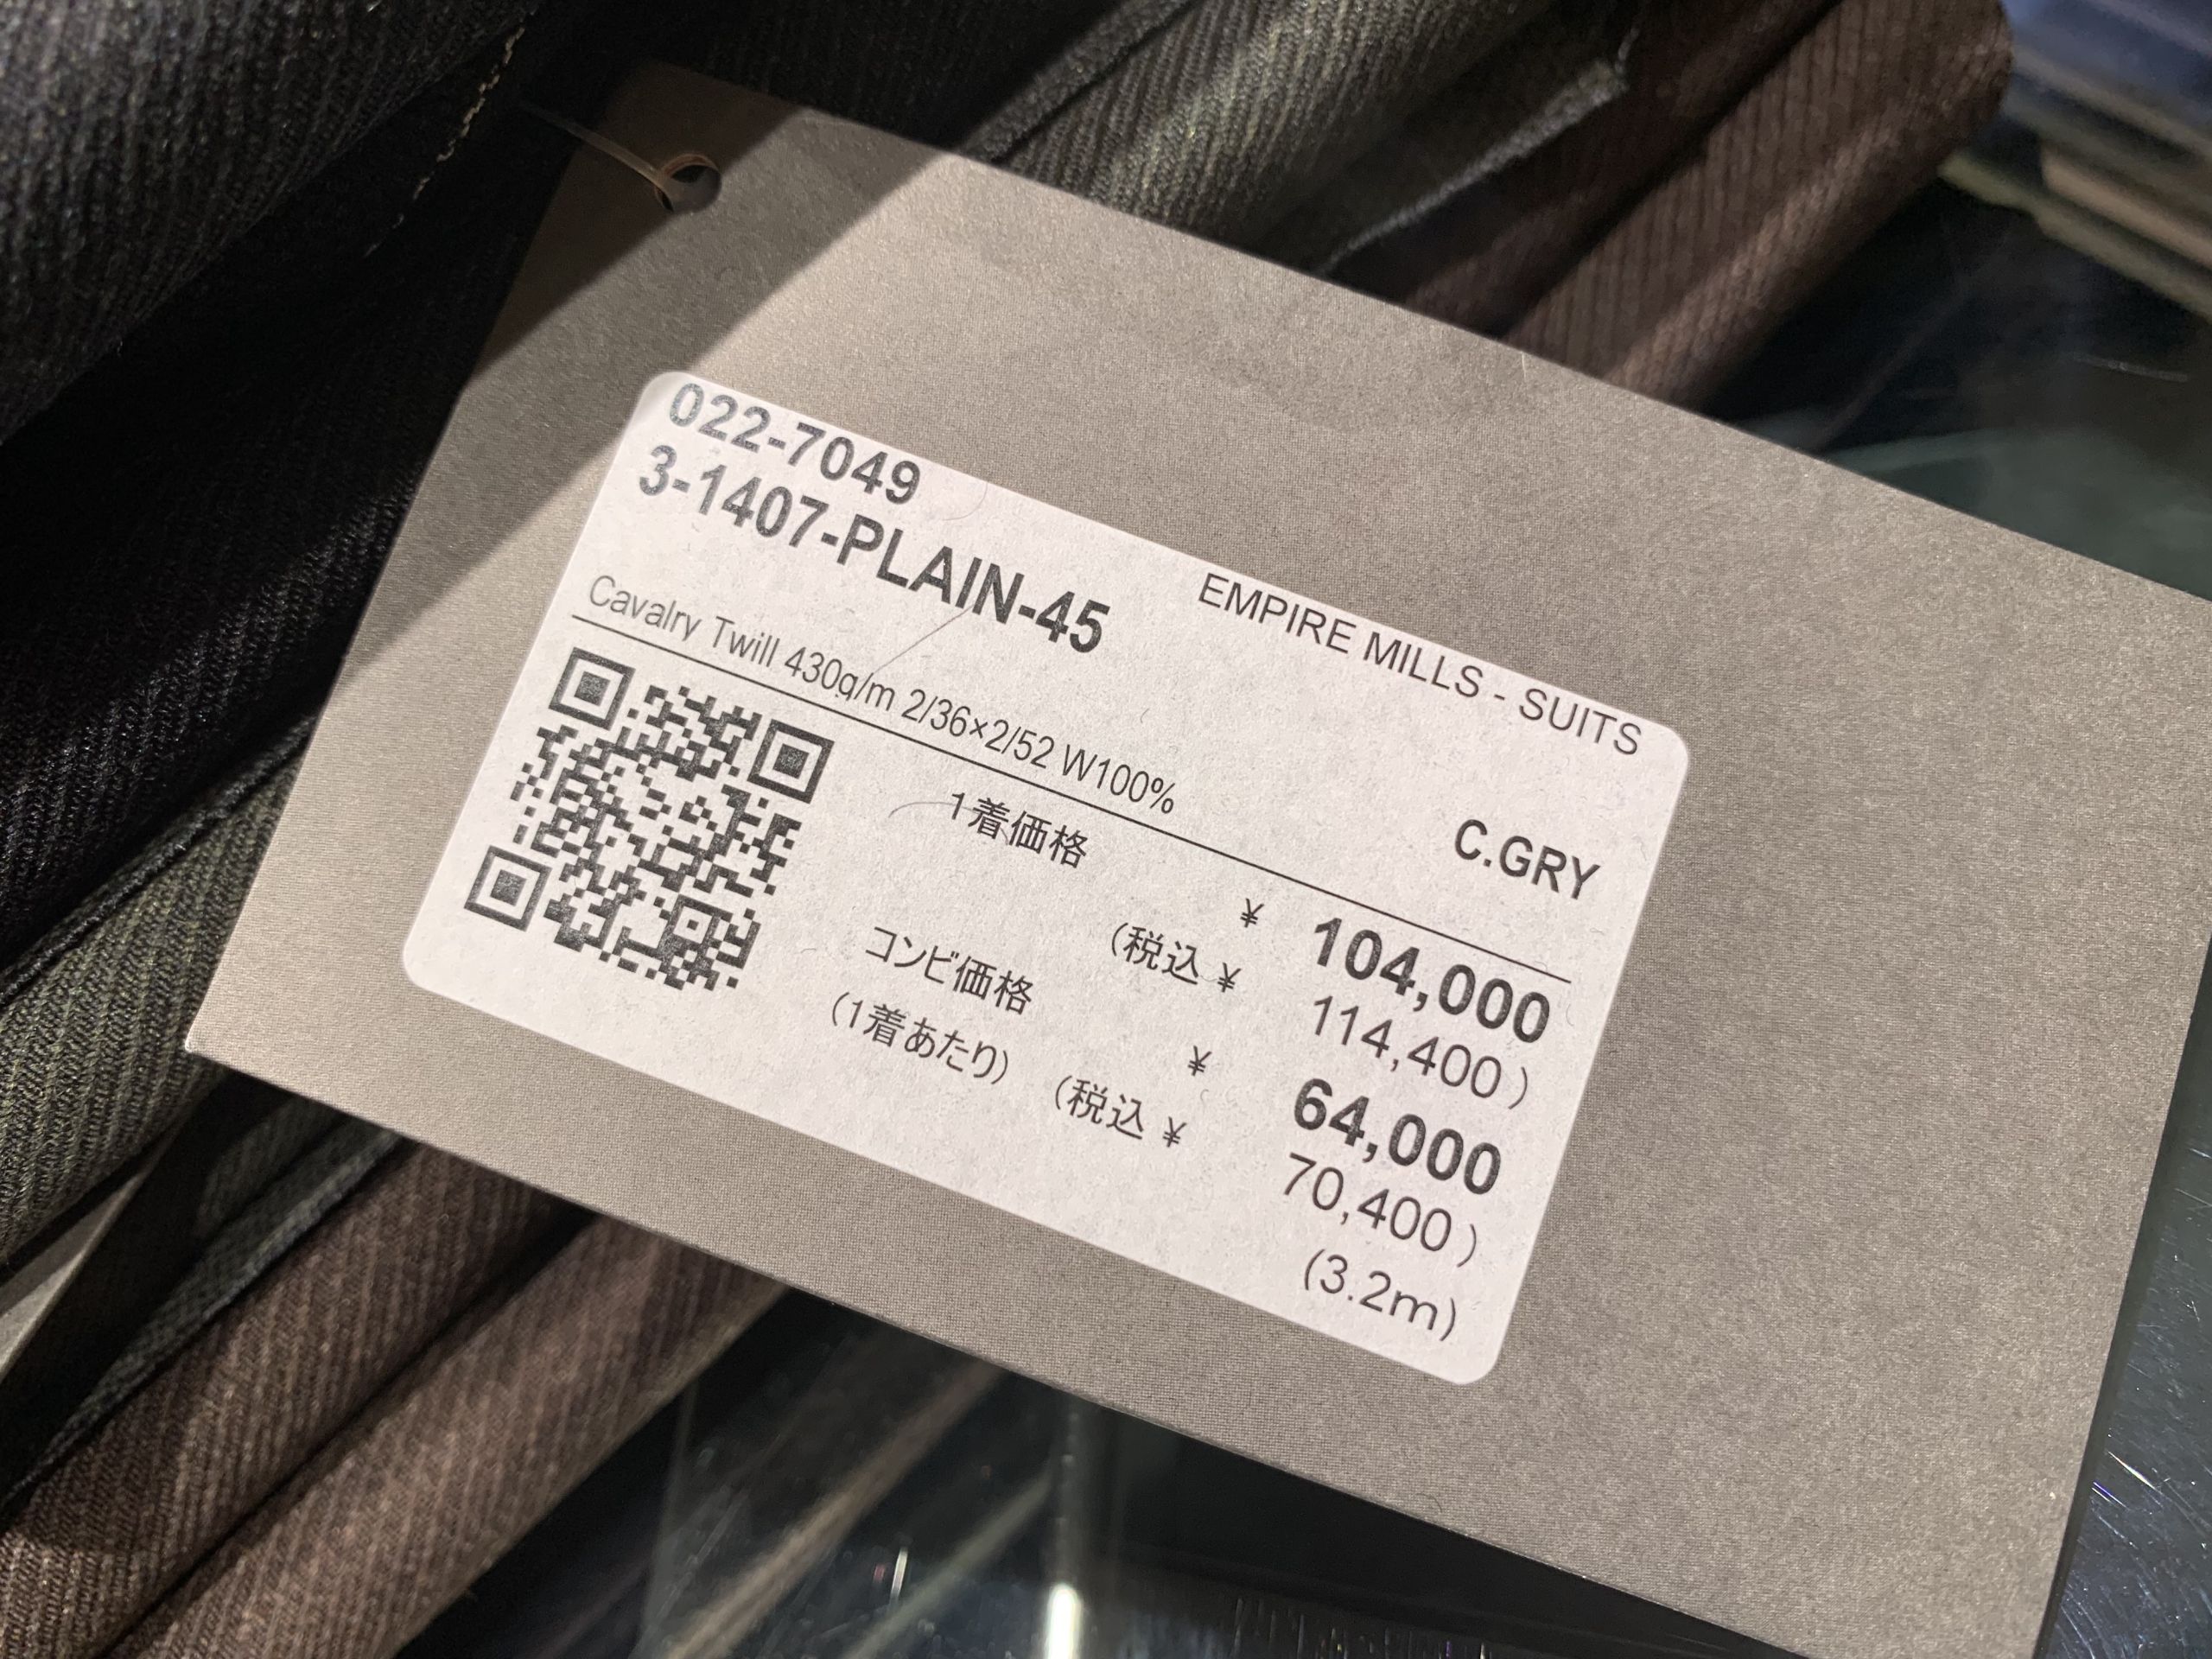 022-7049
EMPIRE MILLS - SUITS
3-1407-PLAIN-45
C.GRY
Cavalry Twill 430g/m 2/36×2/52 W100%
1着価格 ¥ 104,000
(税込 ¥ 114,400)
コンビ価格 ¥ 64,000
(1着あたり) (税込 ¥ 70,400)
(3.2m)